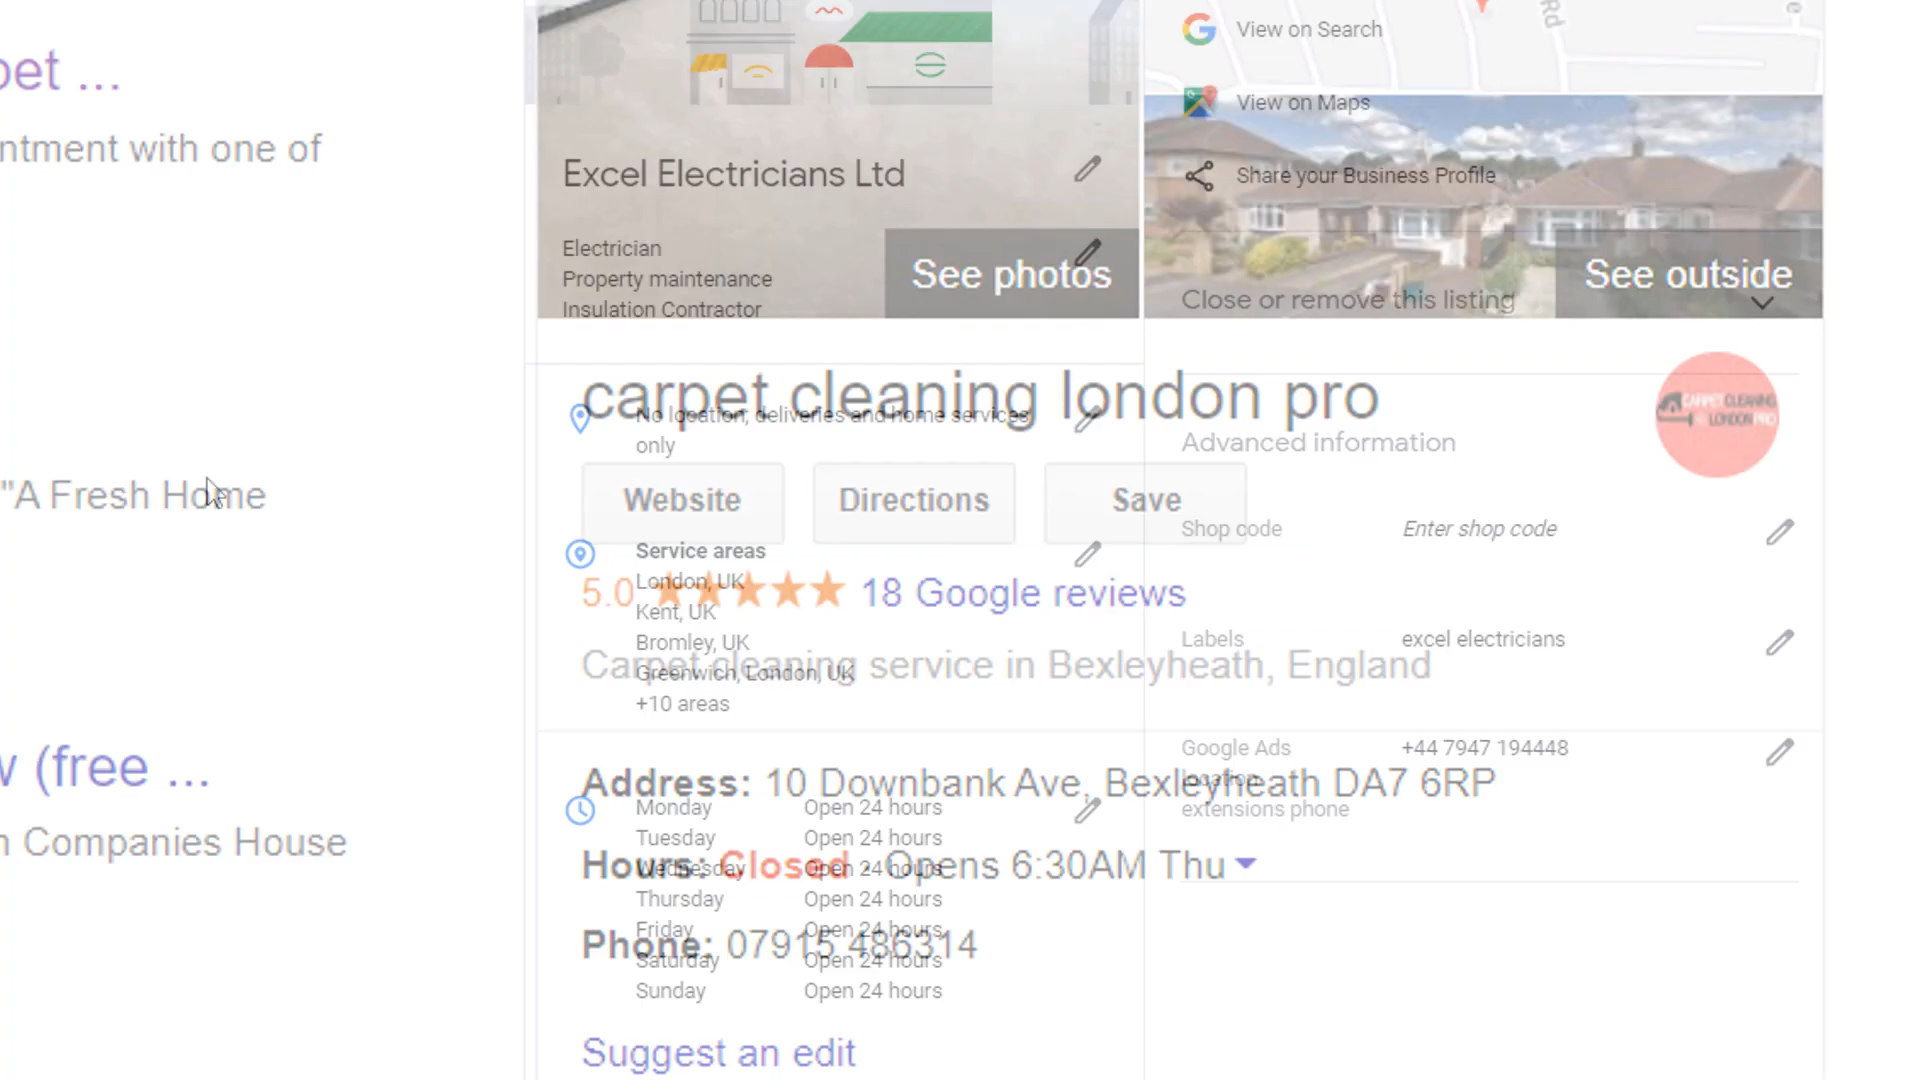 pet ...
ntment with one of
"A Fresh Home
w (free ...
n Companies House
Excel Electricians Ltd
Electrician
Property maintenance
Insulation Contractor
See photos
No location, deliveries and home services
only
Service areas
London, UK
Kent, UK
Bromley, UK
Greenwich, London, UK
+10 areas
Monday Open 24 hours
Tuesday Open 24 hours
Wednesday Open 24 hours
Thursday Open 24 hours
Friday Open 24 hours
Saturday Open 24 hours
Sunday Open 24 hours
Rd
e
View on Search
View on Maps
Share your Business Profile
Close or remove this listing
See outside
Advanced information
Shop code Enter shop code
Labels excel electricians
Google Ads +44 7947 194448
location
extensions phone
carpet cleaning london pro
CARPET CLEANING
LONDON PRO
Website Directions Save
5.0 18 Google reviews
Carpet cleaning service in Bexleyheath, England
Address: 10 Downbank Ave, Bexleyheath DA7 6RP
Hours: Closed · Opens 6:30AM Thu
Phone: 07915 486314
Suggest an edit